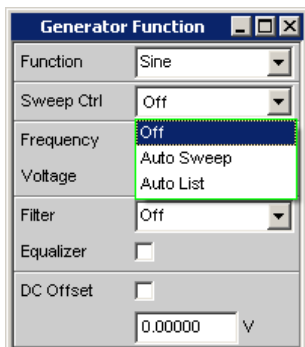 Generator Function
Function Sine
Sweep Ctrl Off
Frequency Off
Auto Sweep
Voltage Auto List
Filter Off
Equalizer
DC Offset
0.00000 V